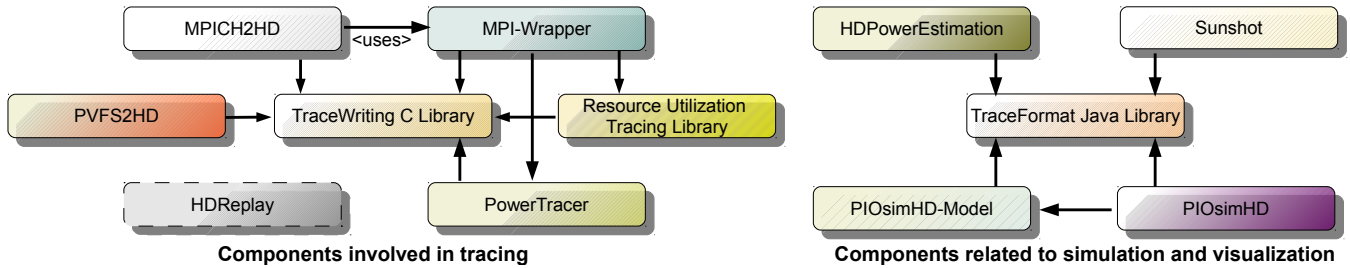 MPICH2HD
<uses>
MPI-Wrapper
PVFS2HD
TraceWriting C Library
Resource Utilization
Tracing Library
HDReplay
PowerTracer
Components involved in tracing
HDPowerEstimation
Sunshot
TraceFormat Java Library
PIOsimHD-Model
PIOsimHD
Components related to simulation and visualization